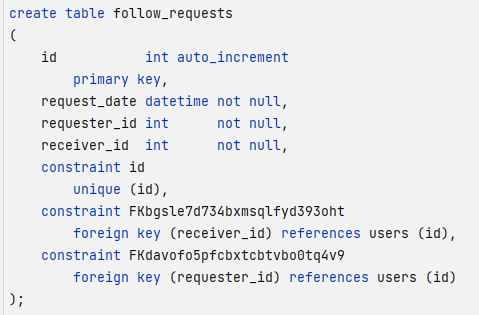 create table follow_requests
(
    id           int auto_increment
        primary key,
    request_date datetime not null,
    requester_id int      not null,
    receiver_id  int      not null,
    constraint id
        unique (id),
    constraint FKbgsle7d734bxmsqlfyd393oht
        foreign key (receiver_id) references users (id),
    constraint FKdavofo5pfcbxtcbtvbo0tq4v9
        foreign key (requester_id) references users (id)
);